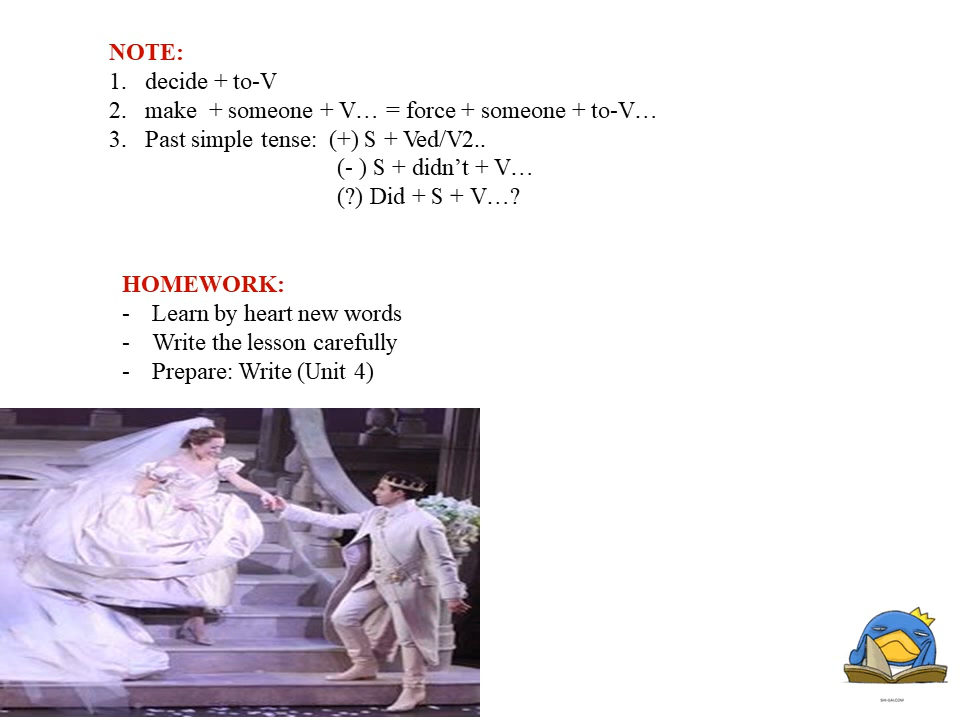 NOTE:
1. decide + to-V
2. make + someone + V… = force + someone + to-V…
3. Past simple tense: (+) S + Ved/V2..
(- ) S + didn’t + V…
(?) Did + S + V…?
HOMEWORK:
- Learn by heart new words
- Write the lesson carefully
- Prepare: Write (Unit 4)